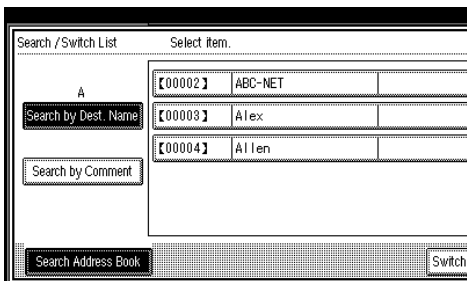 Search / Switch List Select item.
A
Search by Dest. Name
Search by Comment
【00002】 ABC-NET
【00003】 Alex
【00004】 Allen
Search Address Book
Switch